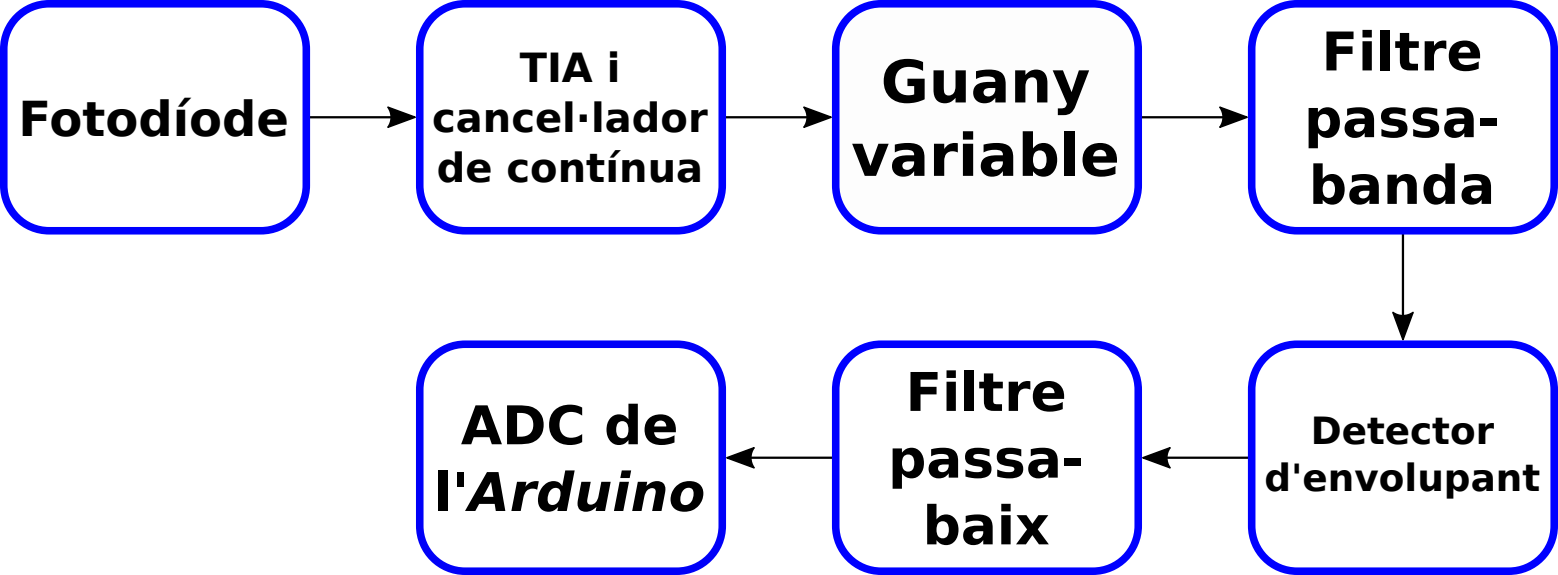 Fotodíode
TIA i
cancel·lador
de contínua
Guany
variable
Filtre
passa-
banda
Detector
d'envolupant
Filtre
passa-
baix
ADC de
l'Arduino